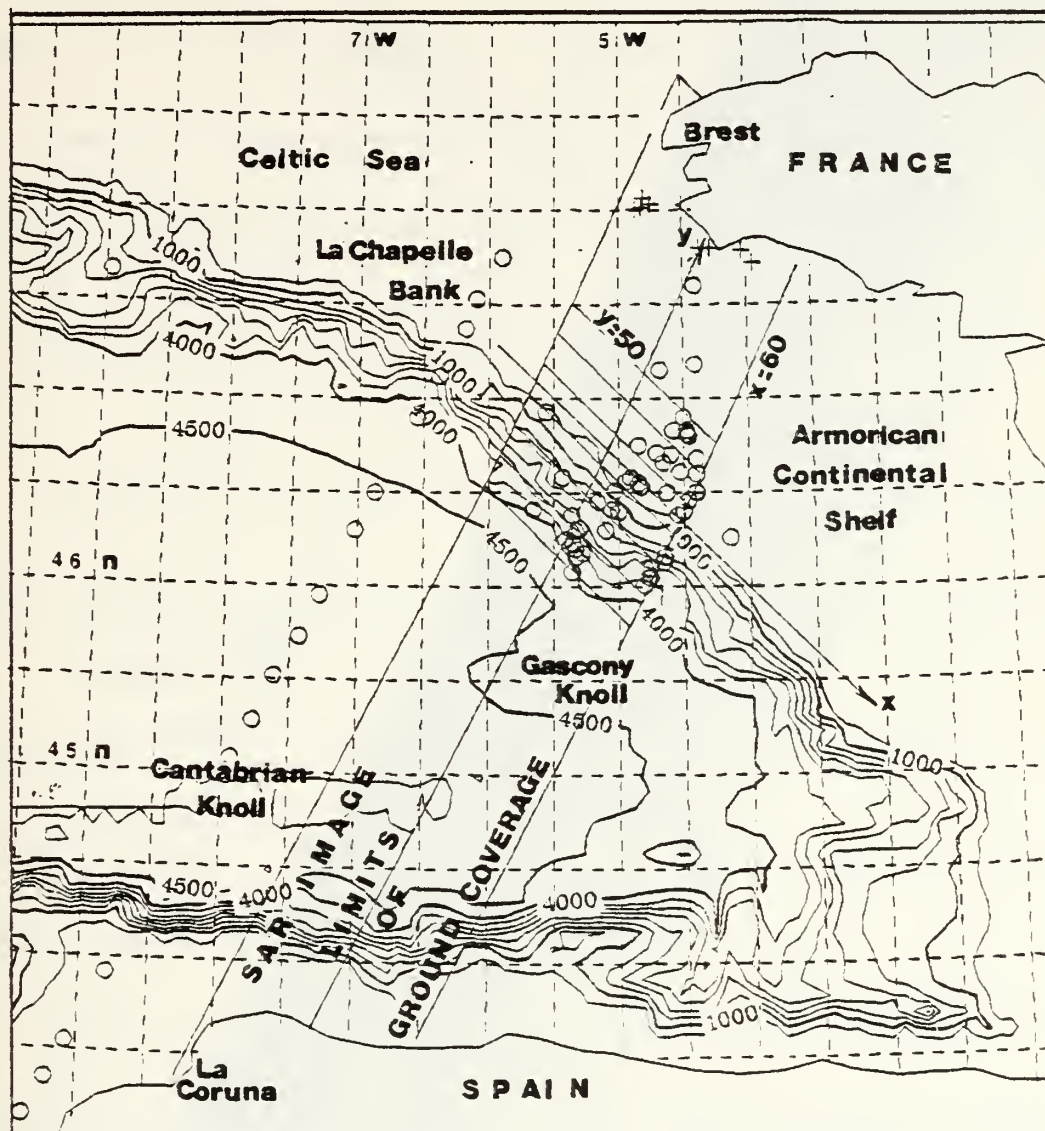 7 W 5 W
Brest
FRANCE
Celtic Sea
y
La Chapelle
Bank
1000
4000
y=50
x=60
1000
4000
4500
Armorican
Continental
Shelf
4500
1000
46 n
4000
Gascony
Knoll
x
4500
45 n
1000
Cantabrian
Knoll
SAR IMAGE
LIMITS
OF
GROUND COVERAGE
4500
4000
4000
1000
La
Coruna
SPAIN